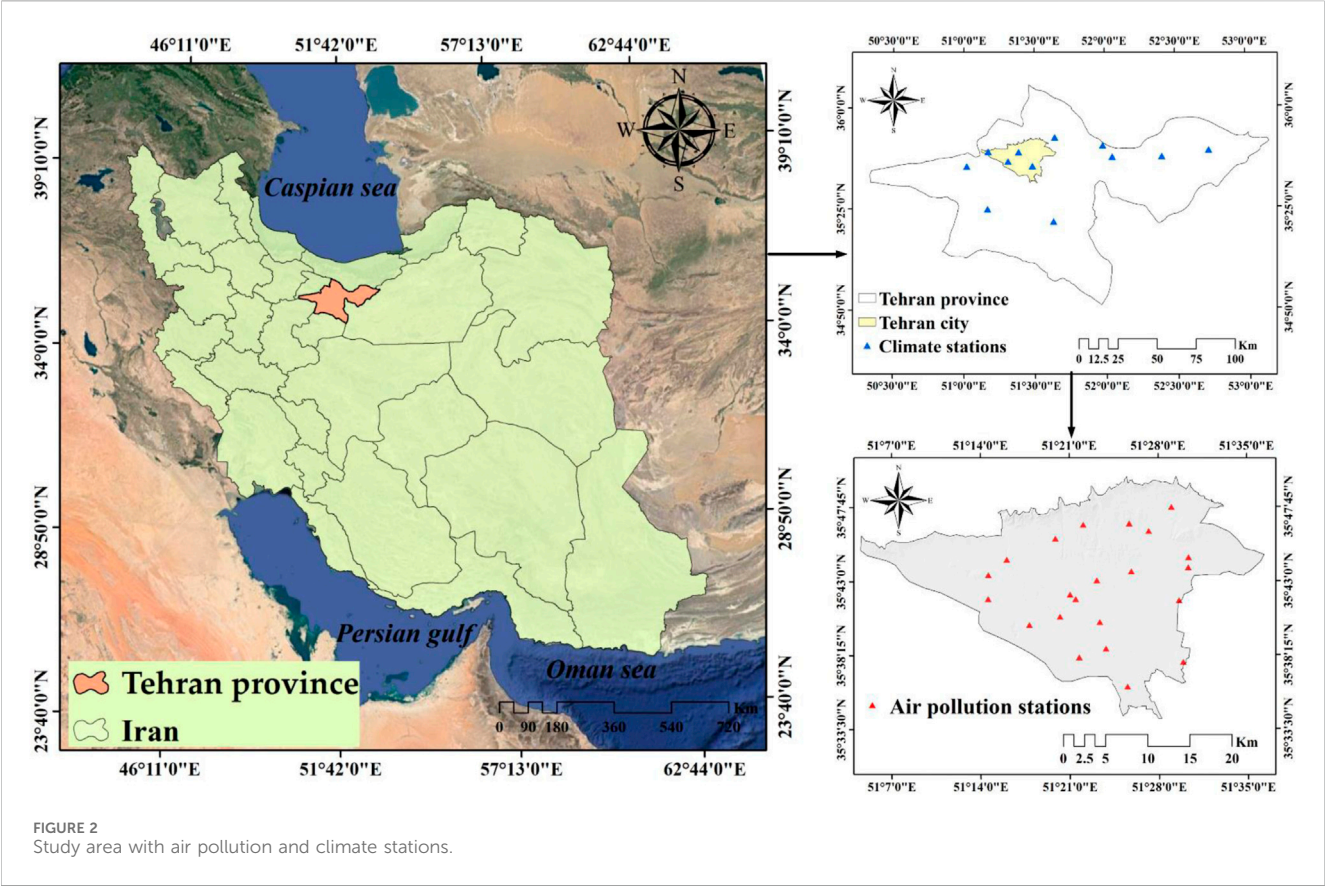 46°11'0"E 51°42'0"E 57°13'0"E 62°44'0"E
39°10'0"N
34°0'0"N
28°50'0"N
23°40'0"N
39°10'0"N
34°0'0"N
28°50'0"N
23°40'0"N
N
W E
S
Caspian sea
Persian gulf
Oman sea
Tehran province
Iran
Km
0 90 180 360 540 720
46°11'0"E 51°42'0"E 57°13'0"E 62°44'0"E
50°30'0"E 51°0'0"E 51°30'0"E 52°0'0"E 52°30'0"E 53°0'0"E
36°0'0"N
35°25'0"N
34°50'0"N
36°0'0"N
35°25'0"N
34°50'0"N
N
W E
S
Tehran province
Tehran city
Climate stations
Km
0 12.5 25 50 75 100
50°30'0"E 51°0'0"E 51°30'0"E 52°0'0"E 52°30'0"E 53°0'0"E
51°7'0"E 51°14'0"E 51°21'0"E 51°28'0"E 51°35'0"E
35°47'45"N
35°43'0"N
35°38'15"N
35°33'30"N
35°47'45"N
35°43'0"N
35°38'15"N
35°33'30"N
N
W E
S
Air pollution stations
Km
0 2.5 5 10 15 20
51°7'0"E 51°14'0"E 51°21'0"E 51°28'0"E 51°35'0"E
FIGURE 2
Study area with air pollution and climate stations.